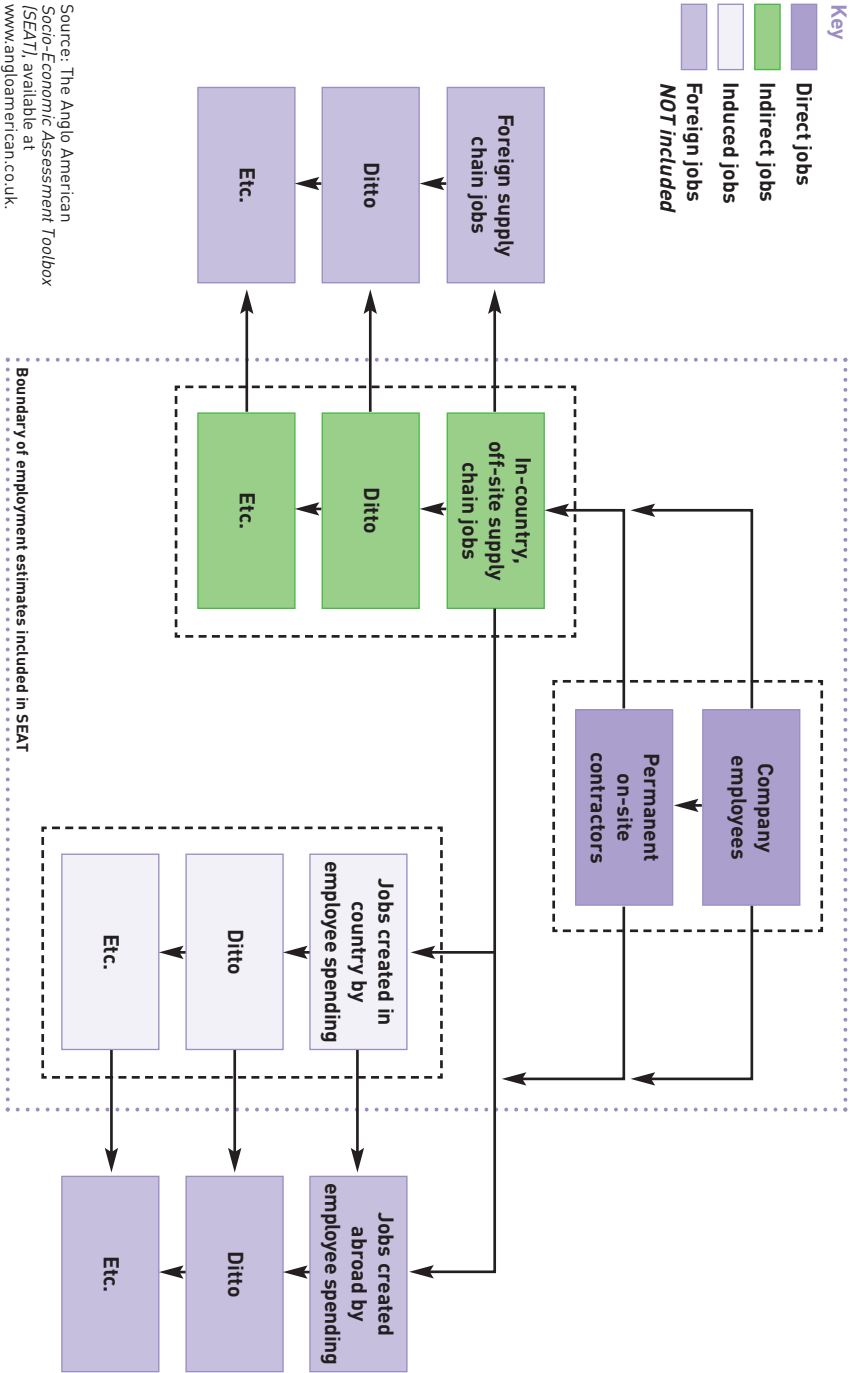 Key
Direct jobs
Indirect jobs
Induced jobs
Foreign jobs
NOT included
Company
employees
Permanent
on-site
contractors
Foreign supply
chain jobs
Ditto
Etc.
In-country,
off-site supply
chain jobs
Ditto
Etc.
Jobs created in
country by
employee spending
Ditto
Etc.
Jobs created
abroad by
employee spending
Ditto
Etc.
Boundary of employment estimates included in SEAT
Source: The Anglo American
Socio-Economic Assessment Toolbox
(SEAT), available at
www.angloamerican.co.uk.